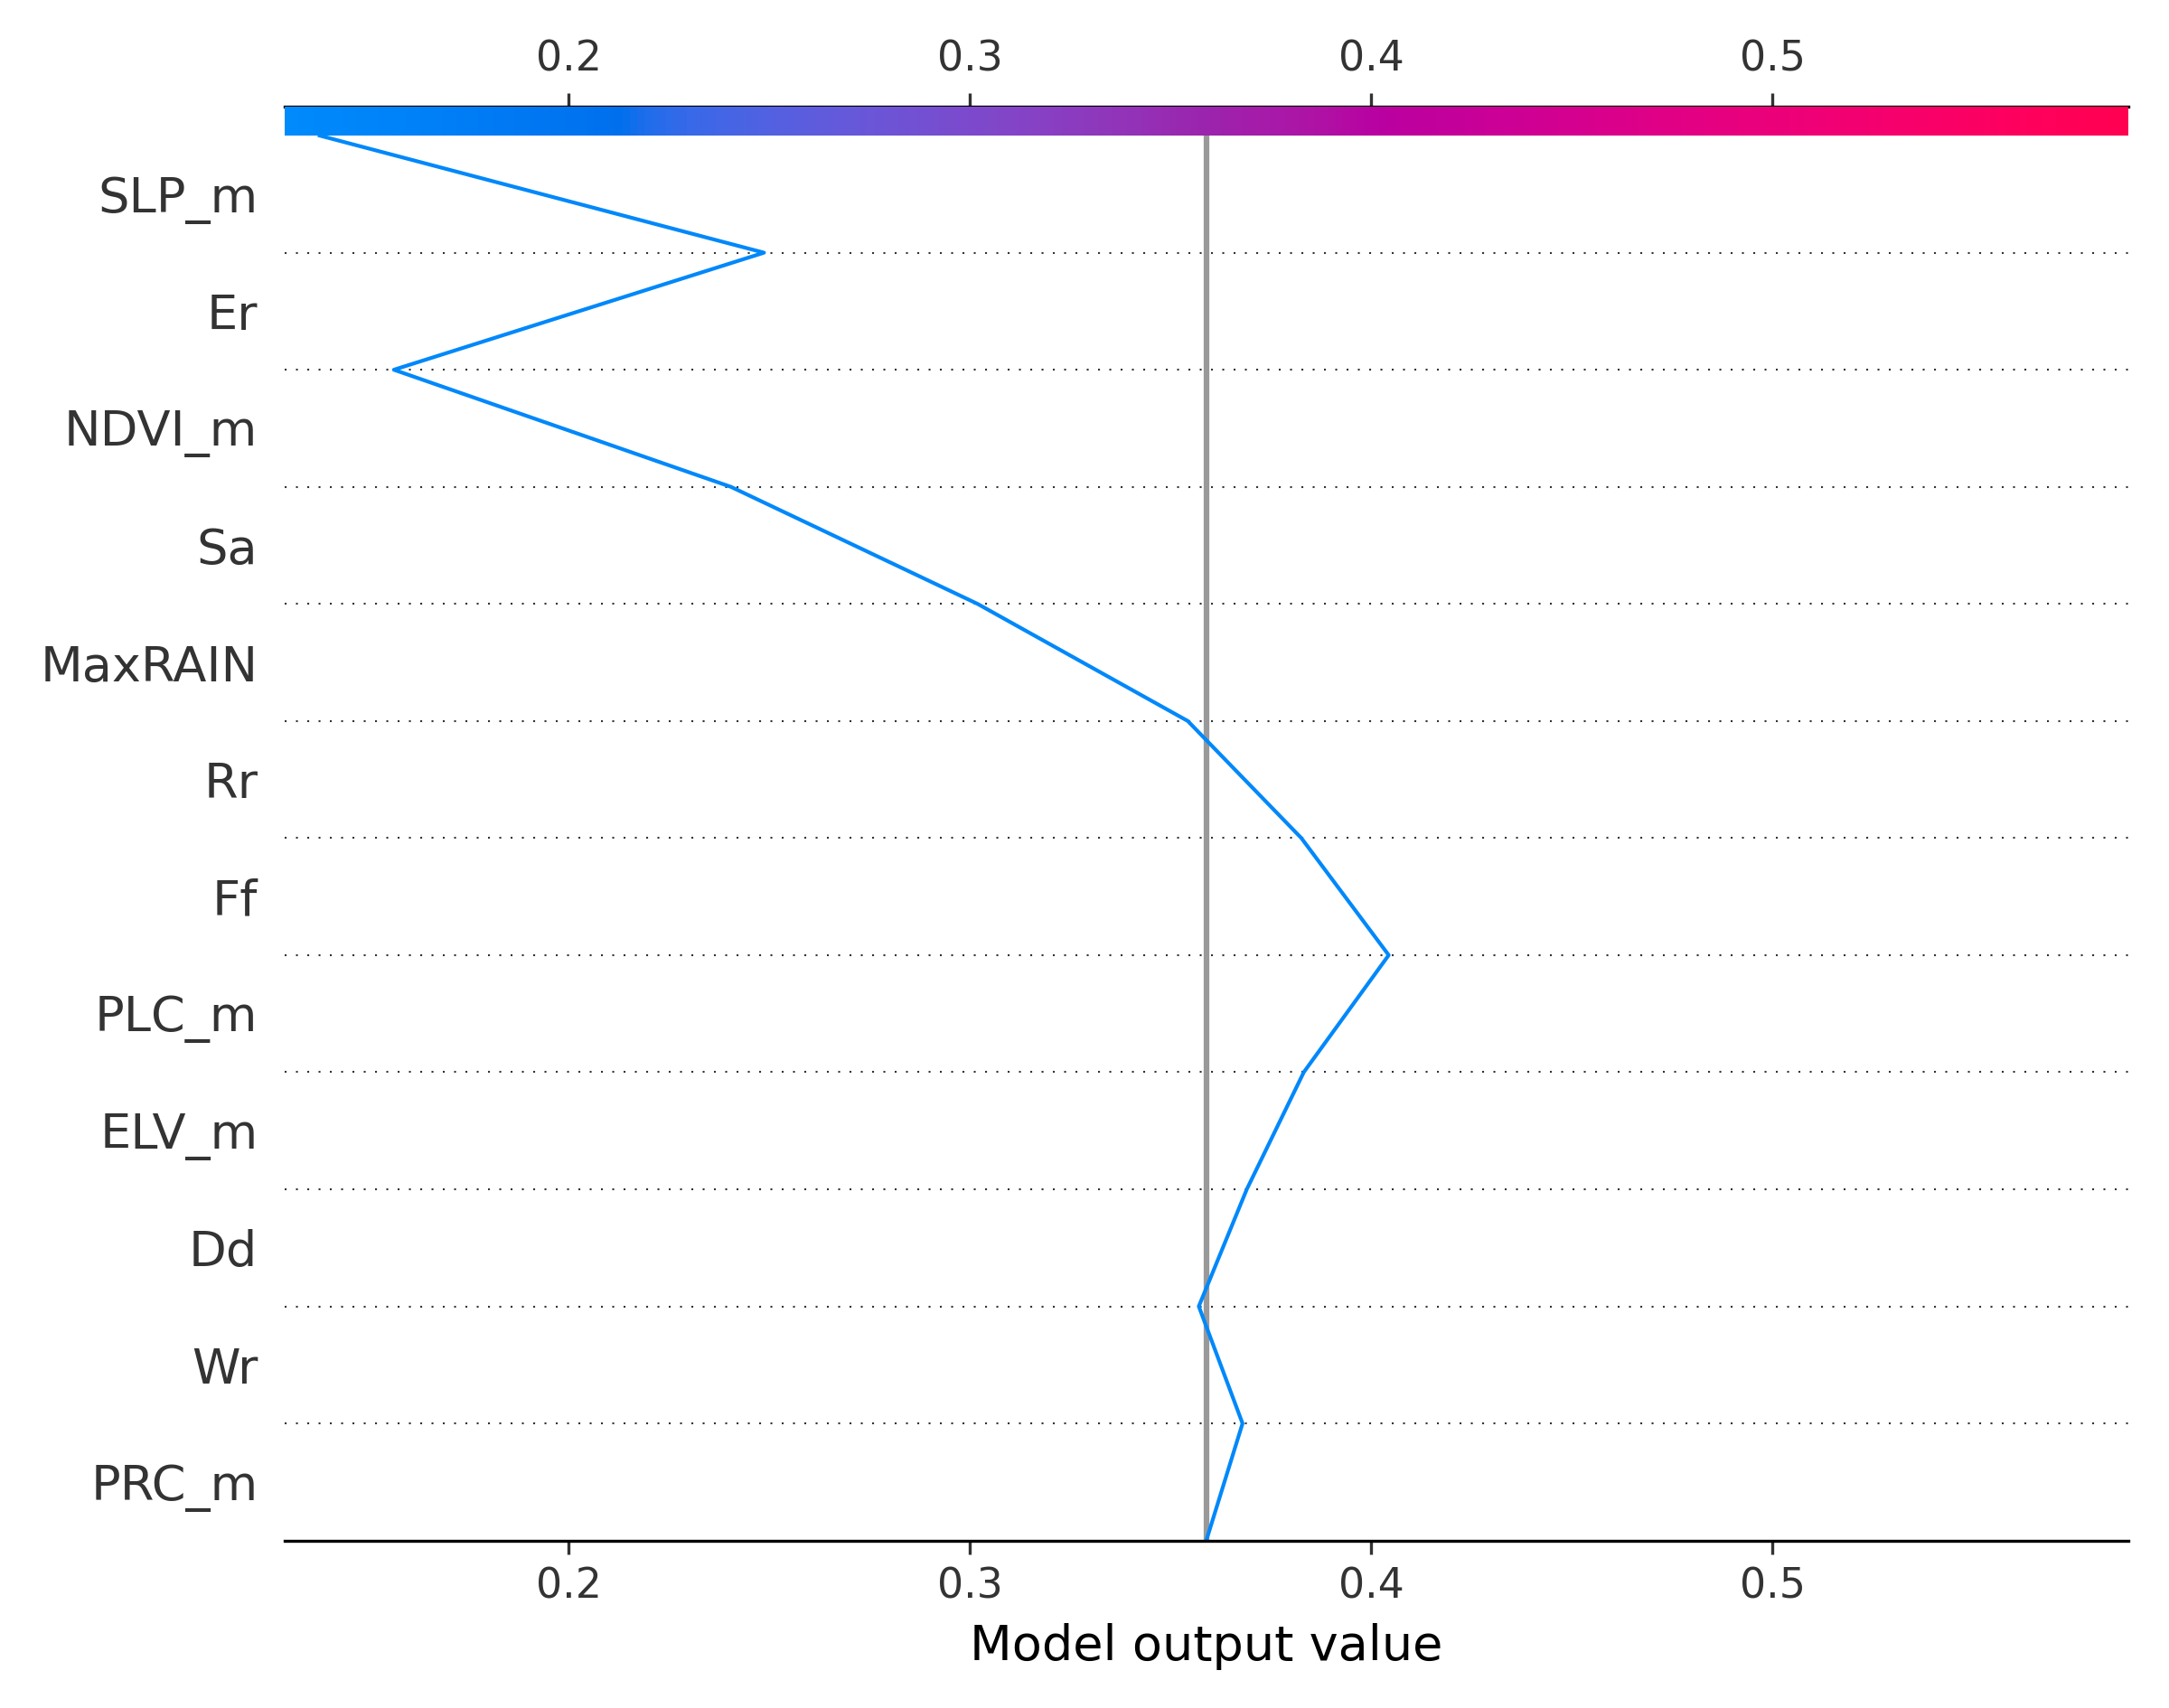 0.2 0.3 0.4 0.5
SLP_m
Er
NDVI_m
Sa
MaxRAIN
Rr
Ff
PLC_m
ELV_m
Dd
Wr
PRC_m
0.2 0.3 0.4 0.5
Model output value